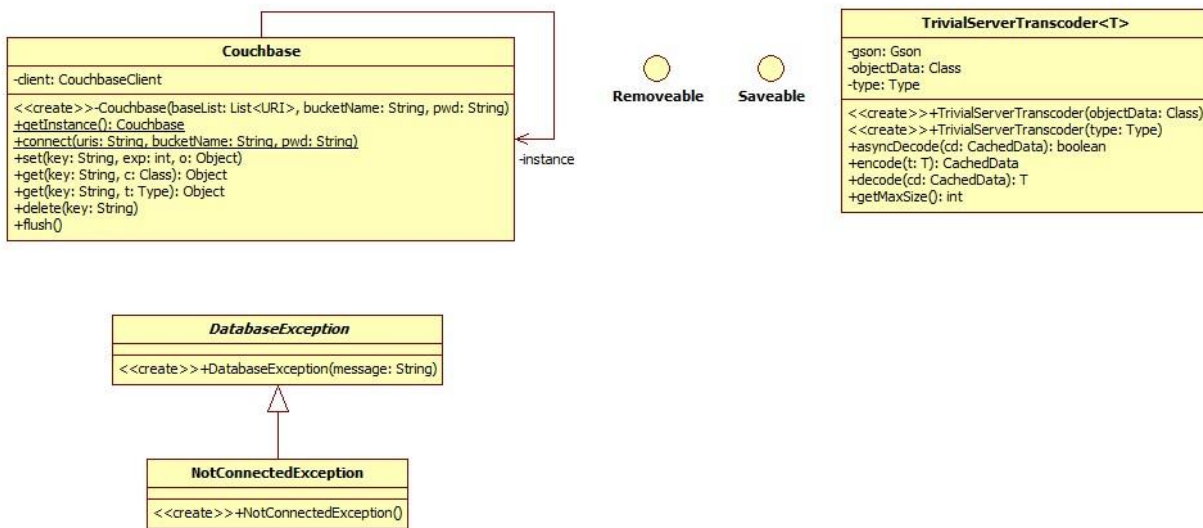 Couchbase
-client: CouchbaseClient
<<create>>-Couchbase(baseList: List<URI>, bucketName: String, pwd: String)
+getInstance(): Couchbase
+connect(uris: String, bucketName: String, pwd: String)
+set(key: String, exp: int, o: Object)
+get(key: String, c: Class): Object
+get(key: String, t: Type): Object
+delete(key: String)
+flush()
-instance
Removeable
Saveable
TrivialServerTranscoder<T>
-gson: Gson
-objectData: Class
-type: Type
<<create>>+TrivialServerTranscoder(objectData: Class)
<<create>>+TrivialServerTranscoder(type: Type)
+asyncDecode(cd: CachedData): boolean
+encode(t: T): CachedData
+decode(cd: CachedData): T
+getMaxSize(): int
DatabaseException
<<create>>+DatabaseException(message: String)
NotConnectedException
<<create>>+NotConnectedException()